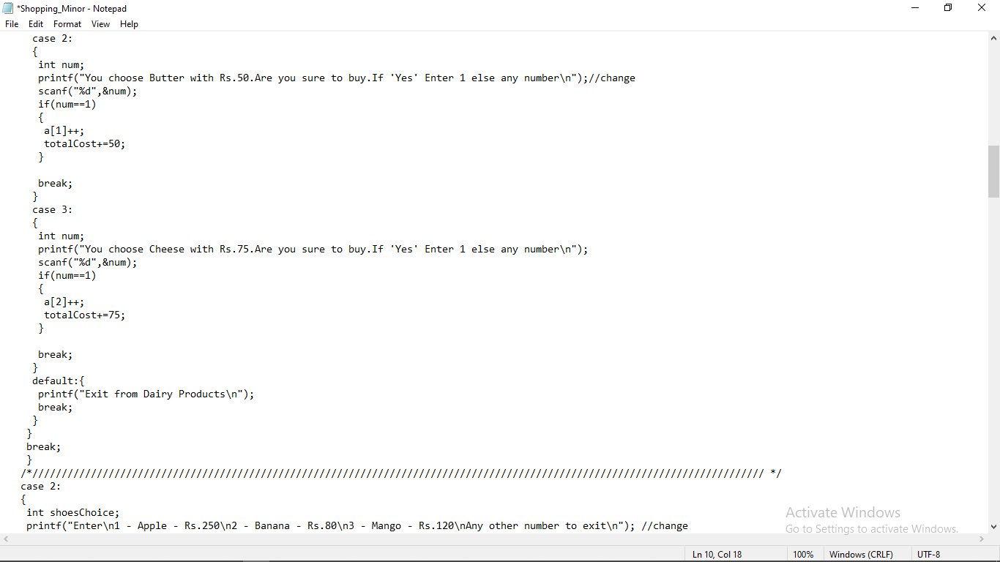 *Shopping_Minor - Notepad
File Edit Format View Help
case 2:
{
int num;
printf("You choose Butter with Rs.50.Are you sure to buy.If 'Yes' Enter 1 else any number\n");//change
scanf("%d",&num);
if(num==1)
{
a[1]++;
totalCost+=50;
}
break;
}
case 3:
{
int num;
printf("You choose Cheese with Rs.75.Are you sure to buy.If 'Yes' Enter 1 else any number\n");
scanf("%d",&num);
if(num==1)
{
a[2]++;
totalCost+=75;
}
break;
}
default:{
printf("Exit from Dairy Products\n");
break;
}
}
break;
}
/*///////////////////////////////////////////////////////////////////////////////////////////////////////////////////////////// */
case 2:
{
int shoesChoice;
printf("Enter\n1 - Apple - Rs.250\n2 - Banana - Rs.80\n3 - Mango - Rs.120\nAny other number to exit\n"); //change
Activate Windows
Go to Settings to activate Windows.
Ln 10, Col 18 100% Windows (CRLF) UTF-8